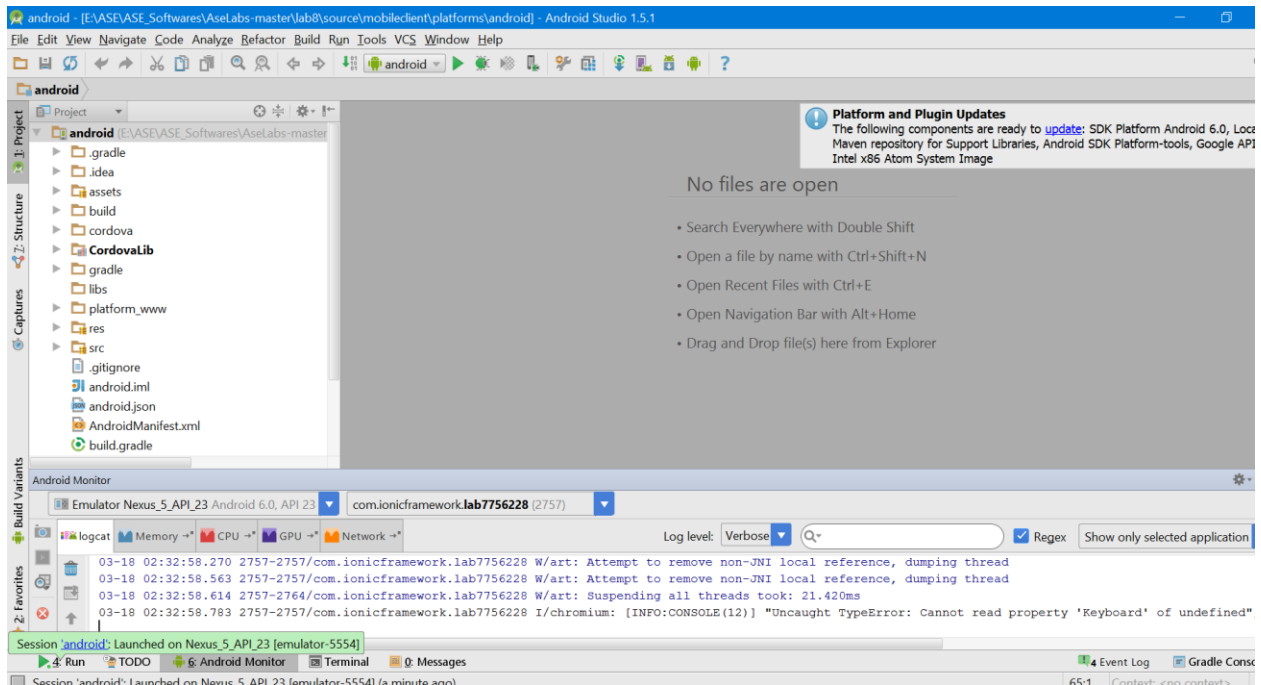 android - [E:\ASE\ASE_Softwares\AseLabs-master\lab8\source\mobileclient\platforms\android] - Android Studio 1.5.1
File Edit View Navigate Code Analyze Refactor Build Run Tools VCS Window Help
android
android
Project
1: Project
Z: Structure
Captures
Build Variants
2: Favorites
android (E:\ASE\ASE_Softwares\AseLabs-master
.gradle
.idea
assets
build
cordova
CordovaLib
gradle
libs
platform_www
res
src
.gitignore
android.iml
android.json
AndroidManifest.xml
build.gradle
Platform and Plugin Updates
The following components are ready to update: SDK Platform Android 6.0, Loca
Maven repository for Support Libraries, Android SDK Platform-tools, Google API
Intel x86 Atom System Image
No files are open
• Search Everywhere with Double Shift
• Open a file by name with Ctrl+Shift+N
• Open Recent Files with Ctrl+E
• Open Navigation Bar with Alt+Home
• Drag and Drop file(s) here from Explorer
Android Monitor
Emulator Nexus_5_API_23 Android 6.0, API 23 com.ionicframework.lab7756228 (2757)
logcat Memory CPU GPU Network Log level: Verbose Regex Show only selected application
03-18 02:32:58.270 2757-2757/com.ionicframework.lab7756228 W/art: Attempt to remove non-JNI local reference, dumping thread
03-18 02:32:58.563 2757-2757/com.ionicframework.lab7756228 W/art: Attempt to remove non-JNI local reference, dumping thread
03-18 02:32:58.614 2757-2764/com.ionicframework.lab7756228 W/art: Suspending all threads took: 21.420ms
03-18 02:32:58.783 2757-2757/com.ionicframework.lab7756228 I/chromium: [INFO:CONSOLE(12)] "Uncaught TypeError: Cannot read property 'Keyboard' of undefined",
Session 'android': Launched on Nexus_5_API_23 [emulator-5554]
4: Run TODO 6: Android Monitor Terminal 0: Messages 4 Event Log Gradle Conso
Session 'android': Launched on Nexus_5_API_23 [emulator-5554] (a minute ago) 65:1 Context: <no context>